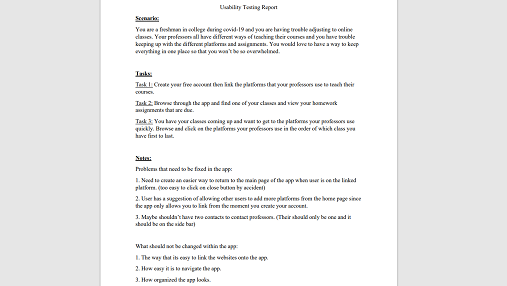 Usability Testing Report
Scenario:
You are a freshman in college during covid-19 and you are having trouble adjusting to online
classes. Your professors all have different ways of teaching their courses and you have trouble
keeping up with the different platforms and assignments. You would love to have a way to keep
everything in one place so that you won't be so overwhelmed.
Tasks:
Task 1: Create your free account then link the platforms that your professors use to teach their
courses.
Task 2: Browse through the app and find one of your classes and view your homework
assignments that are due.
Task 3: You have your classes coming up and want to get to the platforms your professors use
quickly. Browse and click on the platforms your professors use in the order of which class you
have first to last.
Notes:
Problems that need to be fixed in the app:
1. Need to create an easier way to return to the main page of the app when user is on the linked
platform. (too easy to click on close button by accident)
2. User has a suggestion of allowing other users to add more platforms from the home page since
the app only allows you to link from the moment you create your account.
3. Maybe shouldn't have two contacts to contact professors. (Their should only be one and it
should be on the side bar)
What should not be changed within the app:
1. The way that its easy to link the websites onto the app.
2. How easy it is to navigate the app.
3. How organized the app looks.